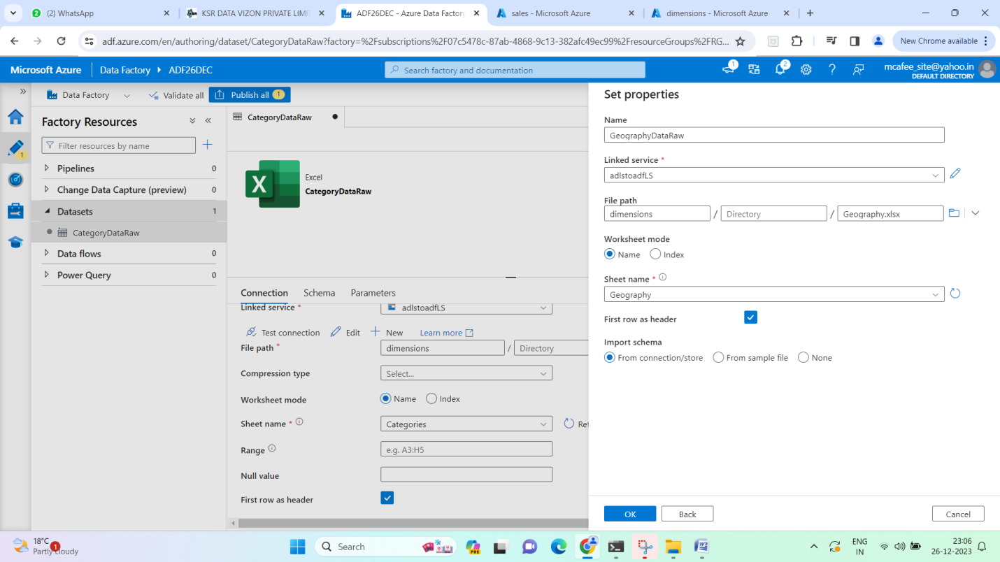 2
(2) WhatsApp
KSR DATA VIZON PRIVATE LIMI
ADF26DEC - Azure Data Factory
sales - Microsoft Azure
dimensions - Microsoft Azure
adf.azure.com/en/authoring/dataset/CategoryDataRaw?factory=%2Fsubscriptions%2F07c5478c-87ab-4868-9c13-382afc49ec99%2FresourceGroups%2FRG...
New Chrome available
Microsoft Azure
Data Factory
ADF26DEC
Search factory and documentation
1
2
mcafee_site@yahoo.in
DEFAULT DIRECTORY
Data Factory
Validate all
Publish all 1
Factory Resources
Filter resources by name
1
Pipelines 0
Change Data Capture (preview) 0
Datasets 1
CategoryDataRaw
Data flows 0
Power Query 0
CategoryDataRaw
X
Excel
CategoryDataRaw
Connection Schema Parameters
Linked service * adlstoadfLS
Test connection Edit New Learn more
File path * dimensions / Directory
Compression type Select...
Worksheet mode Name Index
Sheet name * Categories Ref
Range e.g. A3:H5
Null value
First row as header
Set properties
Name
GeographyDataRaw
Linked service *
adlstoadfLS
File path
dimensions / Directory / Geography.xlsx
Worksheet mode
Name Index
Sheet name *
Geography
First row as header
Import schema
From connection/store From sample file None
OK Back Cancel
18°C
Partly cloudy
1
Search
PRE
ENG
IN
23:06
26-12-2023